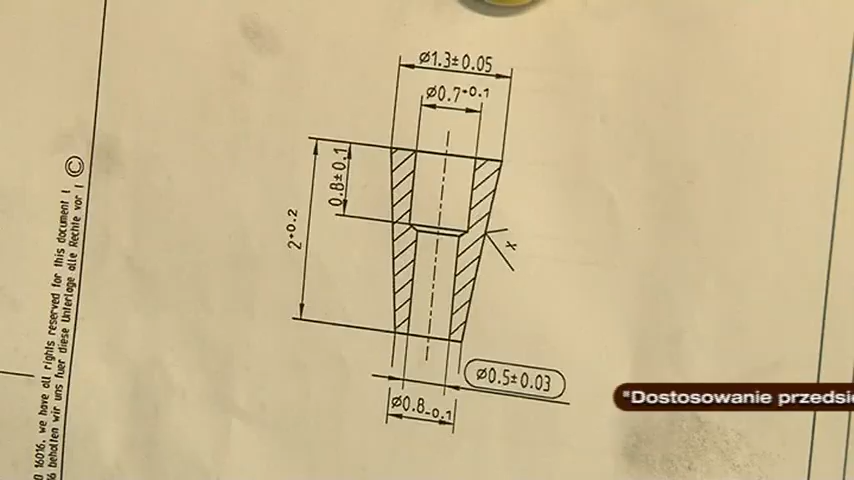 Ø1.3±0.05
Ø0.7+0.1
0.8±0.1
2+0.2
x
Ø0.5±0.03
Ø0.8-0.1
©
16016, we have all rights reserved for this document !
behalten wir uns fuer diese Unterlage alle Rechte vor !
"Dostosowanie przedsi